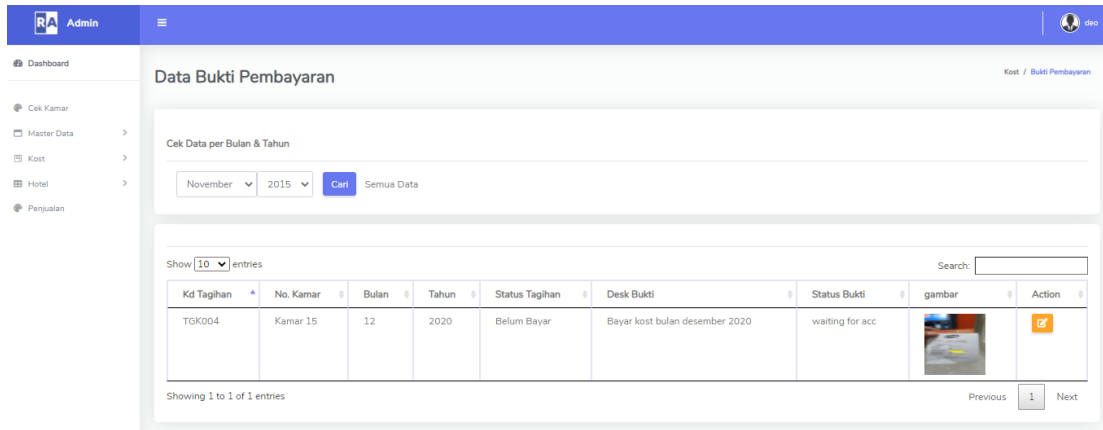 RA Admin
deo
Dashboard
Cek Kamar
Master Data
Kost
Hotel
Penjualan
Data Bukti Pembayaran
Kost / Bukti Pembayaran
Cek Data per Bulan & Tahun
November 2015 Cari Semua Data
Show 10 entries
Search:
Kd Tagihan No. Kamar Bulan Tahun Status Tagihan Desk Bukti Status Bukti gambar Action
TGK004 Kamar 15 12 2020 Belum Bayar Bayar kost bulan desember 2020 waiting for acc
Showing 1 to 1 of 1 entries
Previous 1 Next